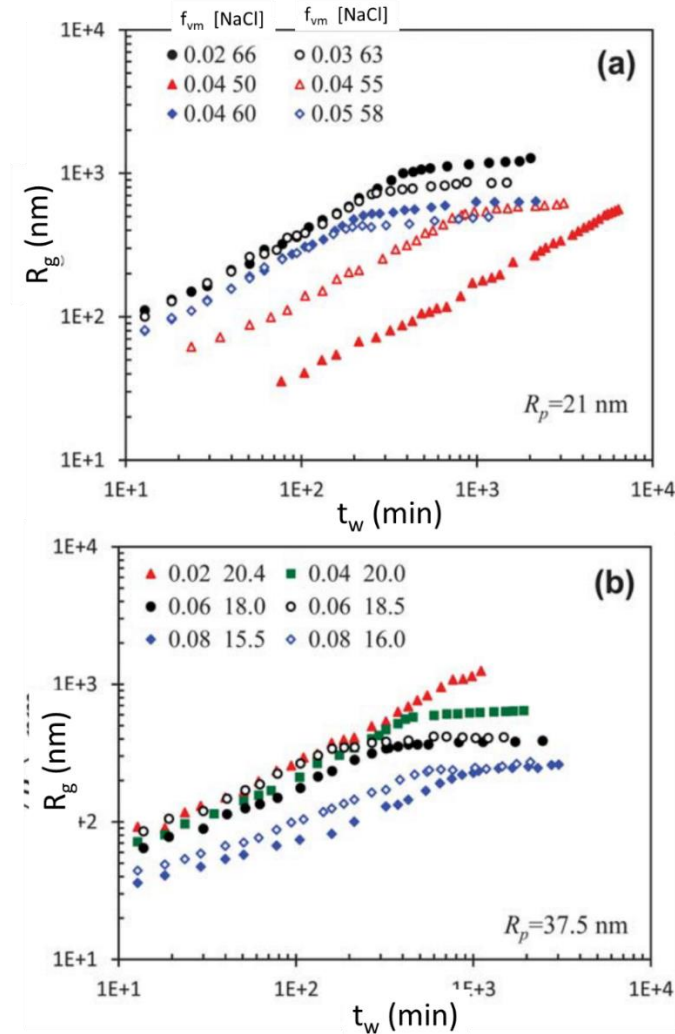 f_vm [NaCl] f_vm [NaCl]
1E+4
(a)
0.02 66 0.03 63
0.04 50 0.04 55
0.04 60 0.05 58
1E+3
R_g (nm)
1E+2
R_p=21 nm
1E+1
1E+1 1E+2 1E+3 1E+4
t_w (min)
1E+4
(b)
0.02 20.4 0.04 20.0
0.06 18.0 0.06 18.5
0.08 15.5 0.08 16.0
1E+3
R_g (nm)
+2
R_p=37.5 nm
1E+1
1E+1 1E+2 1E+3 1E+4
t_w (min)